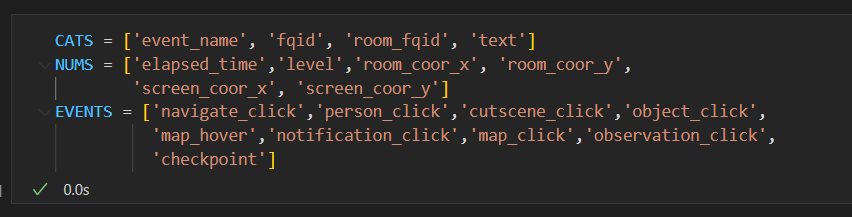 CATS = ['event_name', 'fqid', 'room_fqid', 'text']
NUMS = ['elapsed_time','level','room_coor_x', 'room_coor_y',
'screen_coor_x', 'screen_coor_y']
EVENTS = ['navigate_click','person_click','cutscene_click','object_click',
'map_hover','notification_click','map_click','observation_click',
'checkpoint']
0.0s